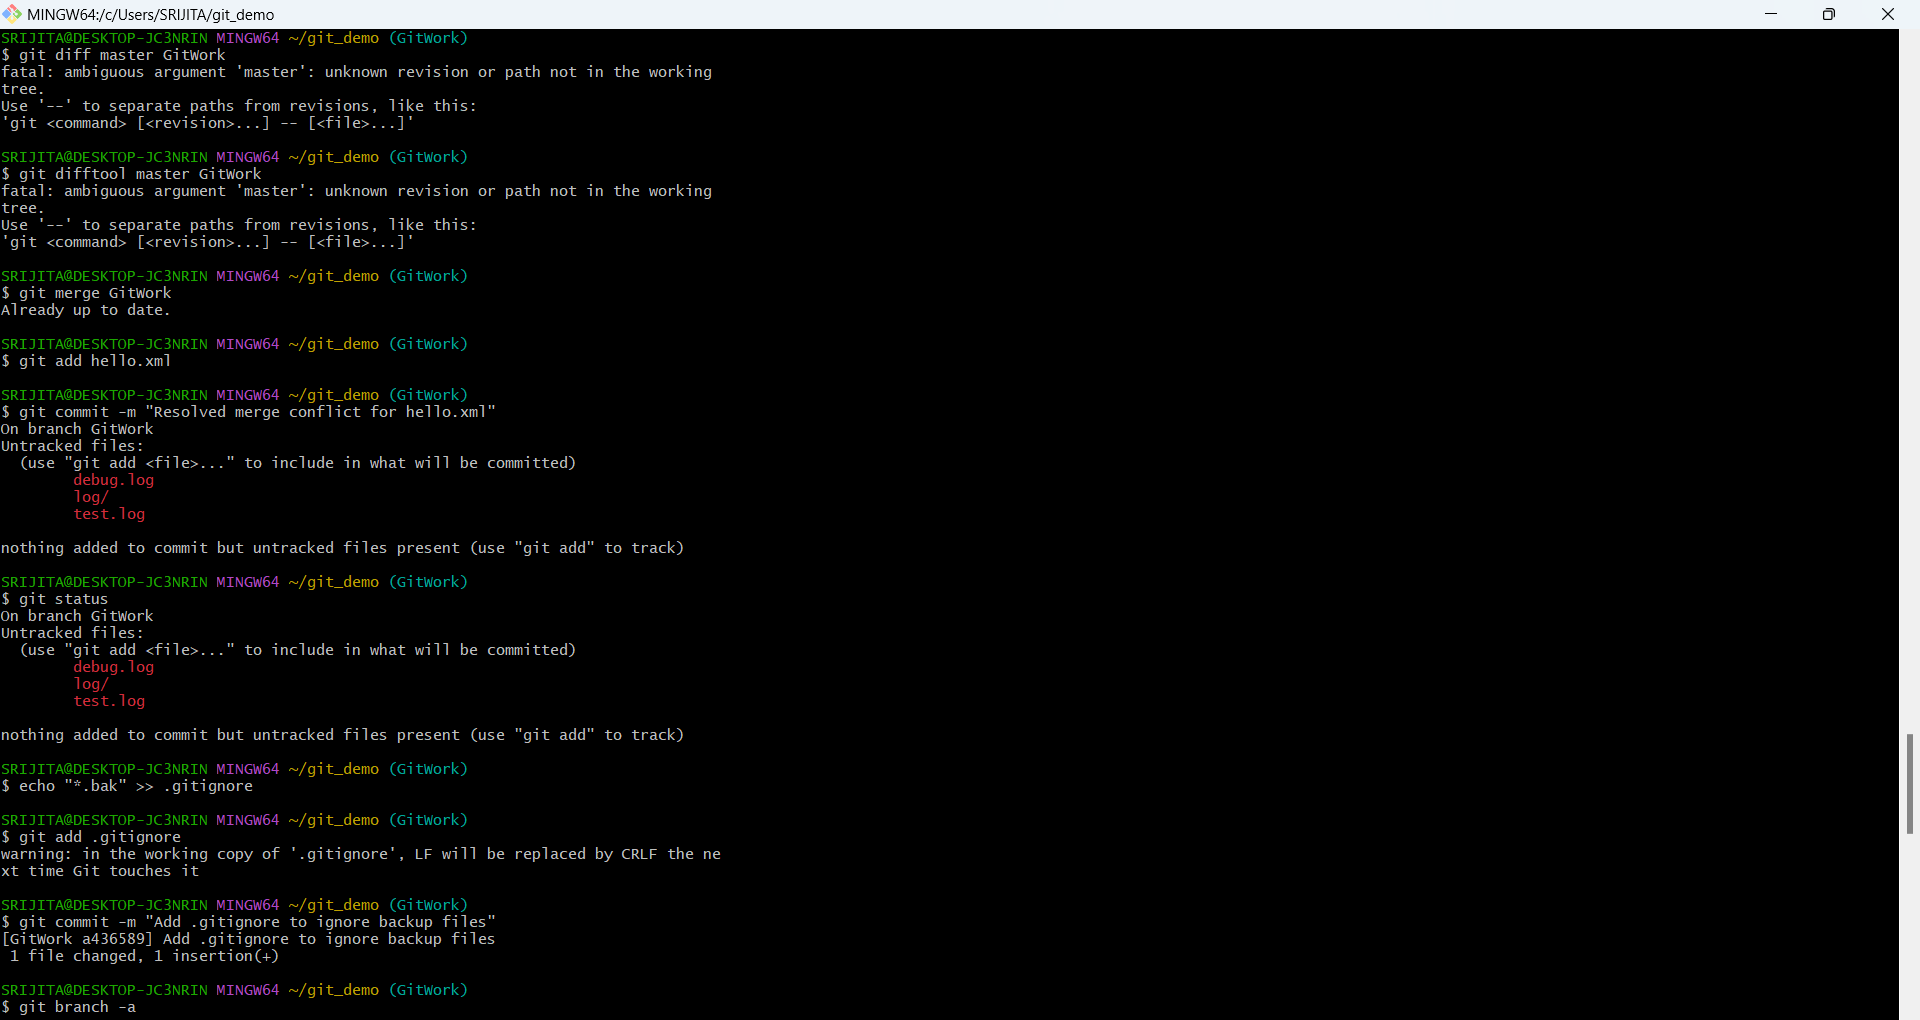 MINGW64:/c/Users/SRIJITA/git_demo
SRIJITA@DESKTOP-JC3NRIN MINGW64 ~/git_demo (GitWork)
$ git diff master GitWork
fatal: ambiguous argument 'master': unknown revision or path not in the working
tree.
Use '--' to separate paths from revisions, like this:
'git <command> [<revision>...] -- [<file>...]'
SRIJITA@DESKTOP-JC3NRIN MINGW64 ~/git_demo (GitWork)
$ git difftool master GitWork
fatal: ambiguous argument 'master': unknown revision or path not in the working
tree.
Use '--' to separate paths from revisions, like this:
'git <command> [<revision>...] -- [<file>...]'
SRIJITA@DESKTOP-JC3NRIN MINGW64 ~/git_demo (GitWork)
$ git merge GitWork
Already up to date.
SRIJITA@DESKTOP-JC3NRIN MINGW64 ~/git_demo (GitWork)
$ git add hello.xml
SRIJITA@DESKTOP-JC3NRIN MINGW64 ~/git_demo (GitWork)
$ git commit -m "Resolved merge conflict for hello.xml"
On branch GitWork
Untracked files:
  (use "git add <file>..." to include in what will be committed)
        debug.log
        log/
        test.log
nothing added to commit but untracked files present (use "git add" to track)
SRIJITA@DESKTOP-JC3NRIN MINGW64 ~/git_demo (GitWork)
$ git status
On branch GitWork
Untracked files:
  (use "git add <file>..." to include in what will be committed)
        debug.log
        log/
        test.log
nothing added to commit but untracked files present (use "git add" to track)
SRIJITA@DESKTOP-JC3NRIN MINGW64 ~/git_demo (GitWork)
$ echo "*.bak" >> .gitignore
SRIJITA@DESKTOP-JC3NRIN MINGW64 ~/git_demo (GitWork)
$ git add .gitignore
warning: in the working copy of '.gitignore', LF will be replaced by CRLF the ne
xt time Git touches it
SRIJITA@DESKTOP-JC3NRIN MINGW64 ~/git_demo (GitWork)
$ git commit -m "Add .gitignore to ignore backup files"
[GitWork a436589] Add .gitignore to ignore backup files
 1 file changed, 1 insertion(+)
SRIJITA@DESKTOP-JC3NRIN MINGW64 ~/git_demo (GitWork)
$ git branch -a